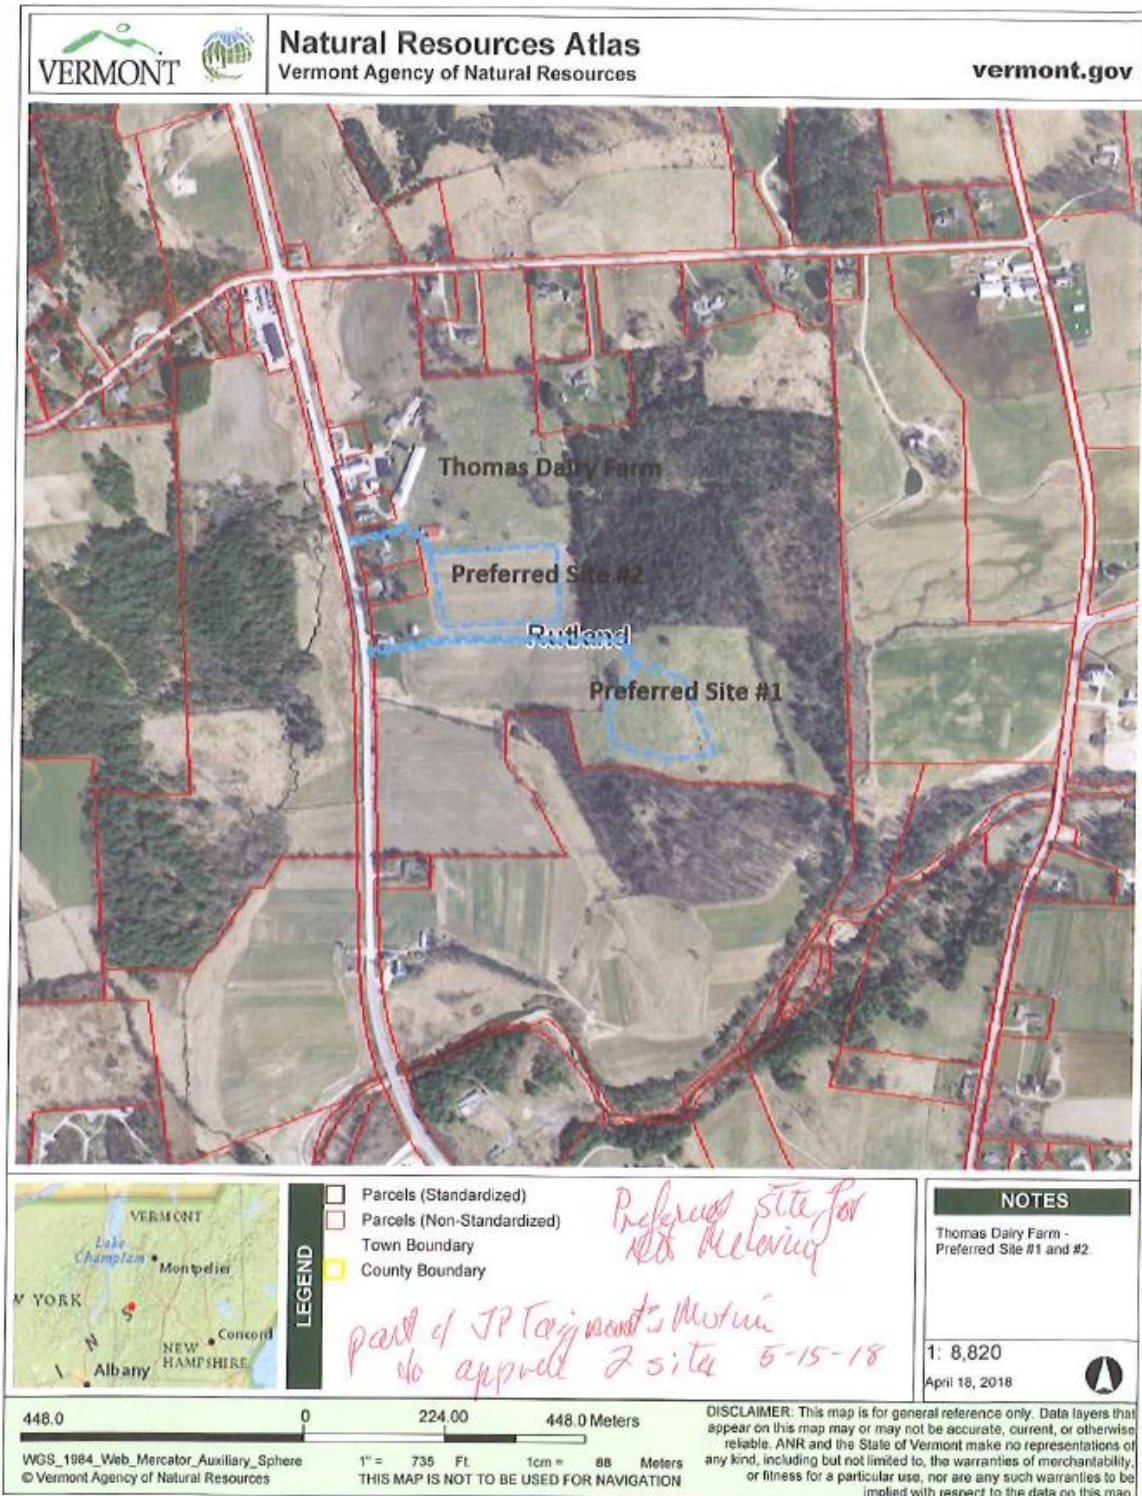 VERMONT
Natural Resources Atlas
Vermont Agency of Natural Resources
vermont.gov
Thomas Dairy Farm
Preferred Site #2
Rutland
Preferred Site #1
VERMONT
Lake
Champlain
Montpelier
W YORK
S
N
I
Concord
NEW
HAMPSHIRE
Albany
LEGEND
Parcels (Standardized)
Parcels (Non-Standardized)
Town Boundary
County Boundary
Preferred site for
Net Metering
part of JP Motion
to approve 2 sites 5-15-18
NOTES
Thomas Dairy Farm -
Preferred Site #1 and #2.
1: 8,820
April 18, 2018
448.0 0 224.00 448.0 Meters
WGS_1984_Web_Mercator_Auxiliary_Sphere
© Vermont Agency of Natural Resources
1" = 735 Ft. 1cm = 88 Meters
THIS MAP IS NOT TO BE USED FOR NAVIGATION
DISCLAIMER: This map is for general reference only. Data layers that
appear on this map may or may not be accurate, current, or otherwise
reliable. ANR and the State of Vermont make no representations of
any kind, including but not limited to, the warranties of merchantability,
or fitness for a particular use, nor are any such warranties to be
implied with respect to the data on this map.